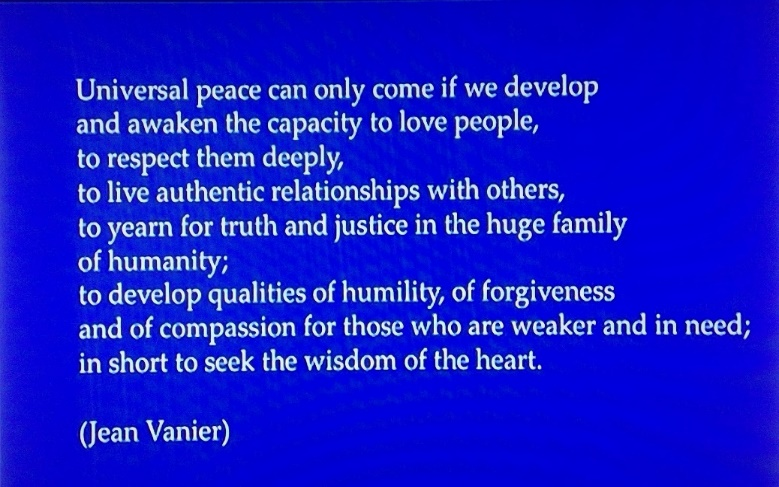 Universal peace can only come if we develop
and awaken the capacity to love people,
to respect them deeply,
to live authentic relationships with others,
to yearn for truth and justice in the huge family
of humanity;
to develop qualities of humility, of forgiveness
and of compassion for those who are weaker and in need;
in short to seek the wisdom of the heart.
(Jean Vanier)